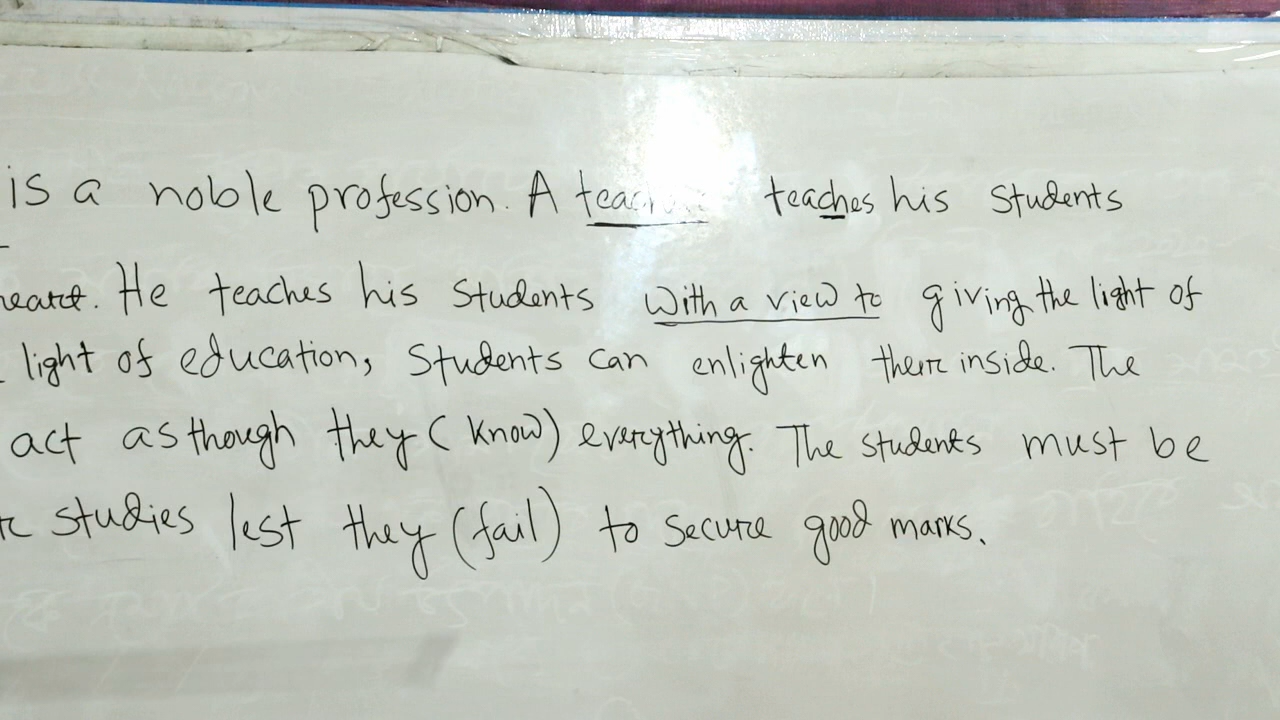 is a noble profession. A teaches his students
He teaches his students with a view to giving the light of
light of education, students can enlighten their inside. The
act as though they (know) everything. The students must be
studies lest they (fail) to secure good marks.